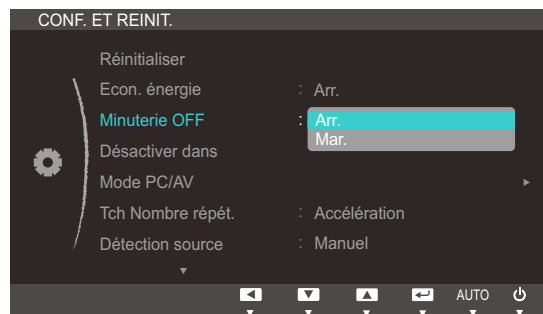 CONF. ET REINIT.
Réinitialiser
Econ. énergie : Arr.
Minuterie OFF : Arr.
Mar.
Désactiver dans
Mode PC/AV
Tch Nombre répét. : Accélération
Détection source : Manuel
AUTO